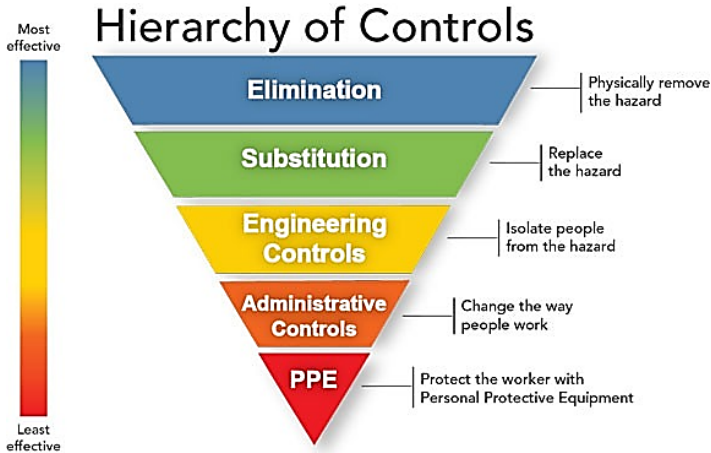 Hierarchy of Controls
Most
effective
Elimination
Physically remove
the hazard
Substitution
Replace
the hazard
Engineering
Controls
Isolate people
from the hazard
Administrative
Controls
Change the way
people work
PPE
Protect the worker with
Personal Protective Equipment
Least
effective